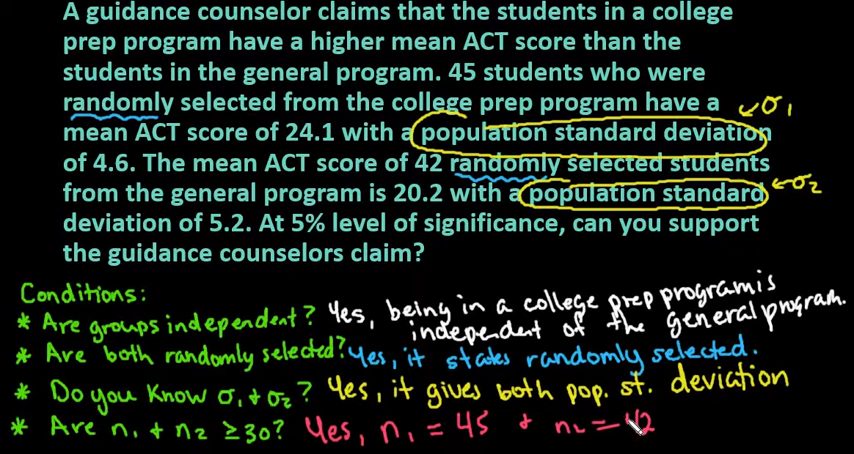 A guidance counselor claims that the students in a college
prep program have a higher mean ACT score than the
students in the general program. 45 students who were
randomly selected from the college prep program have a
mean ACT score of 24.1 with a population standard deviation ←σ₁
of 4.6. The mean ACT score of 42 randomly selected students
from the general program is 20.2 with a population standard ←σ₂
deviation of 5.2. At 5% level of significance, can you support
the guidance counselors claim?
Conditions:
* Are groups independent? Yes, being in a college prep program is
independent of the general program.
* Are both randomly selected? Yes, it states randomly selected.
* Do you know σ₁ + σ₂? Yes, it gives both pop. st. deviation
* Are n₁ + n₂ ≥ 30? Yes, n₁ = 45 + n₂ = 42